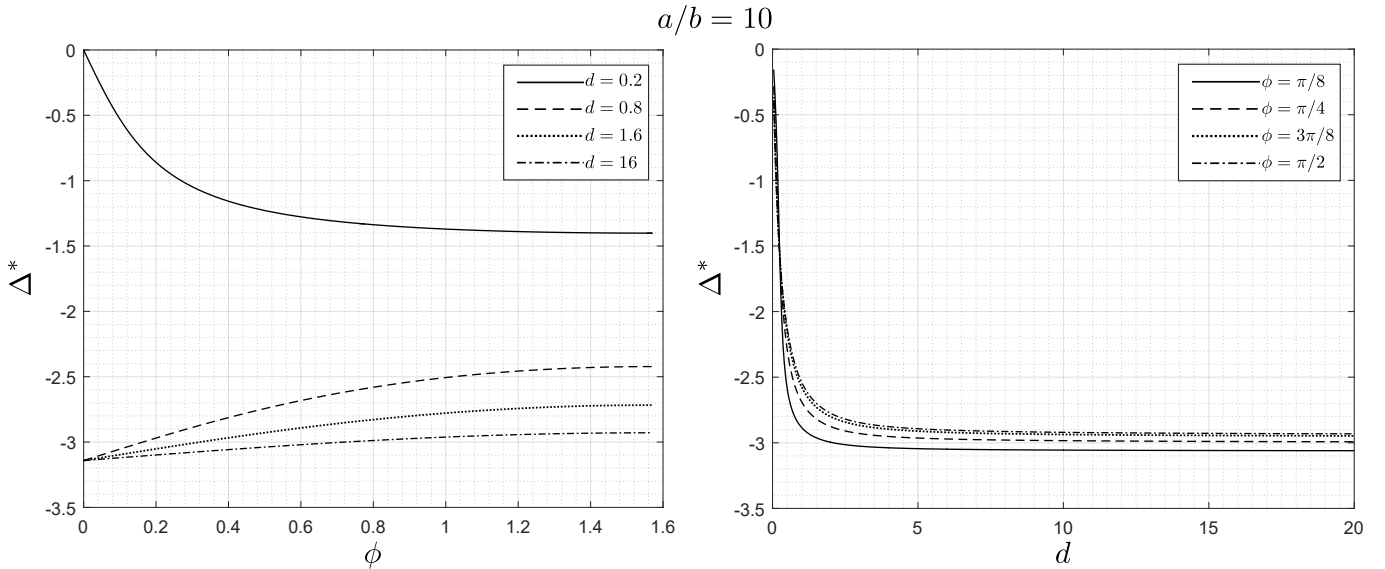 a/b = 10
0
-0.5
-1
-1.5
-2
-2.5
-3
-3.5
0 0.2 0.4 0.6 0.8 1 1.2 1.4 1.6
Δ*
ϕ
d = 0.2
d = 0.8
d = 1.6
d = 16
0
-0.5
-1
-1.5
-2
-2.5
-3
-3.5
0 5 10 15 20
Δ*
d
ϕ = π/8
ϕ = π/4
ϕ = 3π/8
ϕ = π/2